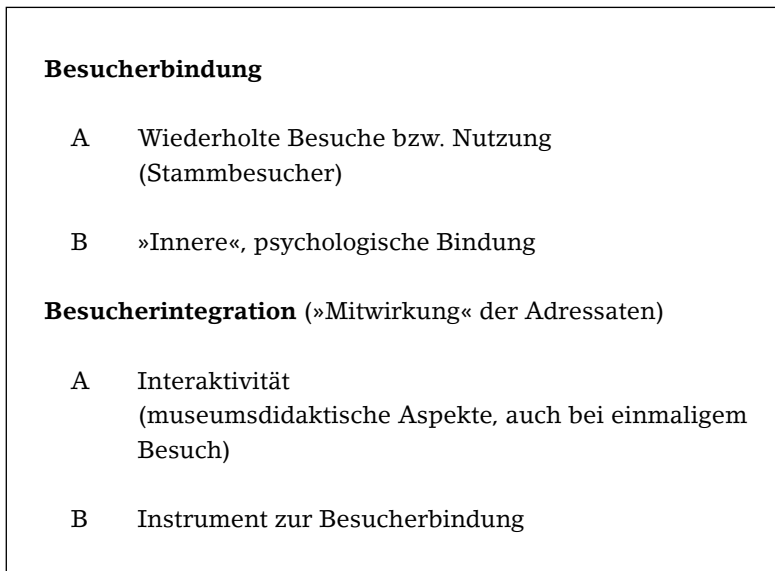 Besucherbindung
A Wiederholte Besuche bzw. Nutzung
(Stammbesucher)
B »Innere«, psychologische Bindung
Besucherintegration (»Mitwirkung« der Adressaten)
A Interaktivität
(museumsdidaktische Aspekte, auch bei einmaligem
Besuch)
B Instrument zur Besucherbindung